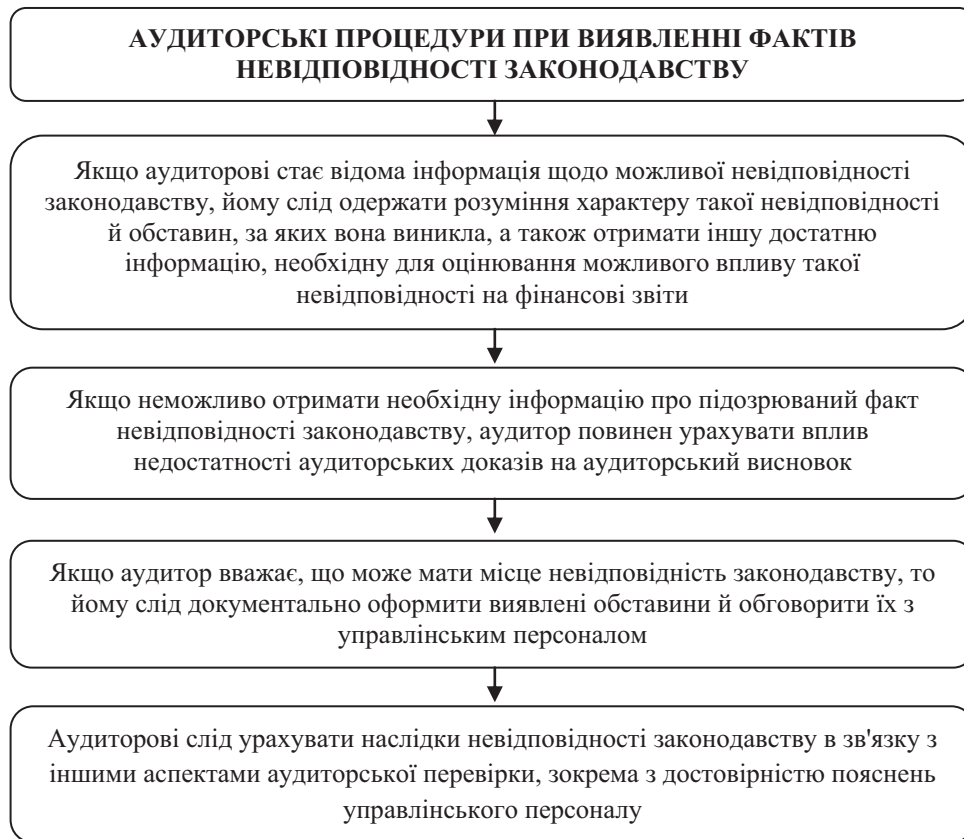 АУДИТОРСЬКІ ПРОЦЕДУРИ ПРИ ВИЯВЛЕННІ ФАКТІВ
НЕВІДПОВІДНОСТІ ЗАКОНОДАВСТВУ
Якщо аудиторові стає відома інформація щодо можливої невідповідності
законодавству, йому слід одержати розуміння характеру такої невідповідності
й обставин, за яких вона виникла, а також отримати іншу достатню
інформацію, необхідну для оцінювання можливого впливу такої
невідповідності на фінансові звіти
Якщо неможливо отримати необхідну інформацію про підозрюваний факт
невідповідності законодавству, аудитор повинен урахувати вплив
недостатності аудиторських доказів на аудиторський висновок
Якщо аудитор вважає, що може мати місце невідповідність законодавству, то
йому слід документально оформити виявлені обставини й обговорити їх з
управлінським персоналом
Аудиторові слід урахувати наслідки невідповідності законодавству в зв'язку з
іншими аспектами аудиторської перевірки, зокрема з достовірністю пояснень
управлінського персоналу